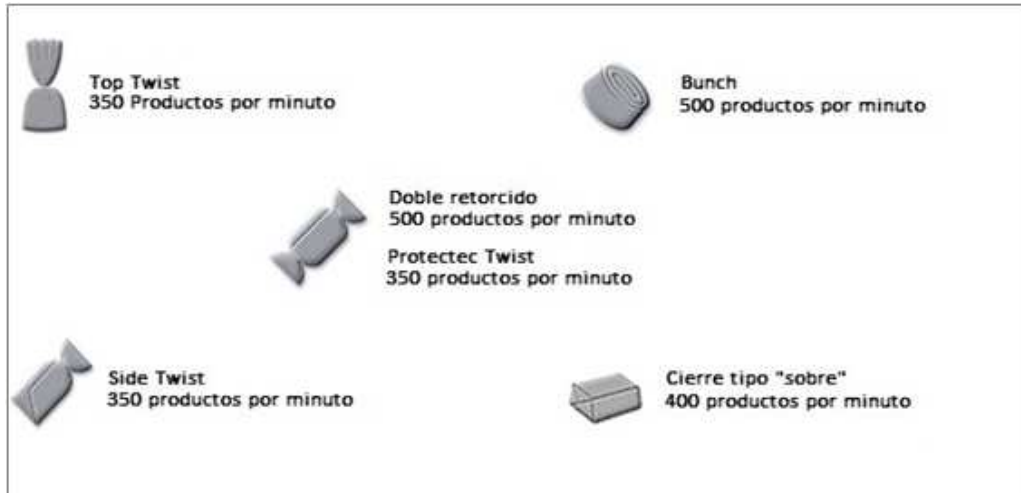 Top Twist
350 Productos por minuto
Bunch
500 productos por minuto
Doble retorcido
500 productos por minuto
Protectec Twist
350 productos por minuto
Side Twist
350 productos por minuto
Cierre tipo "sobre"
400 productos por minuto